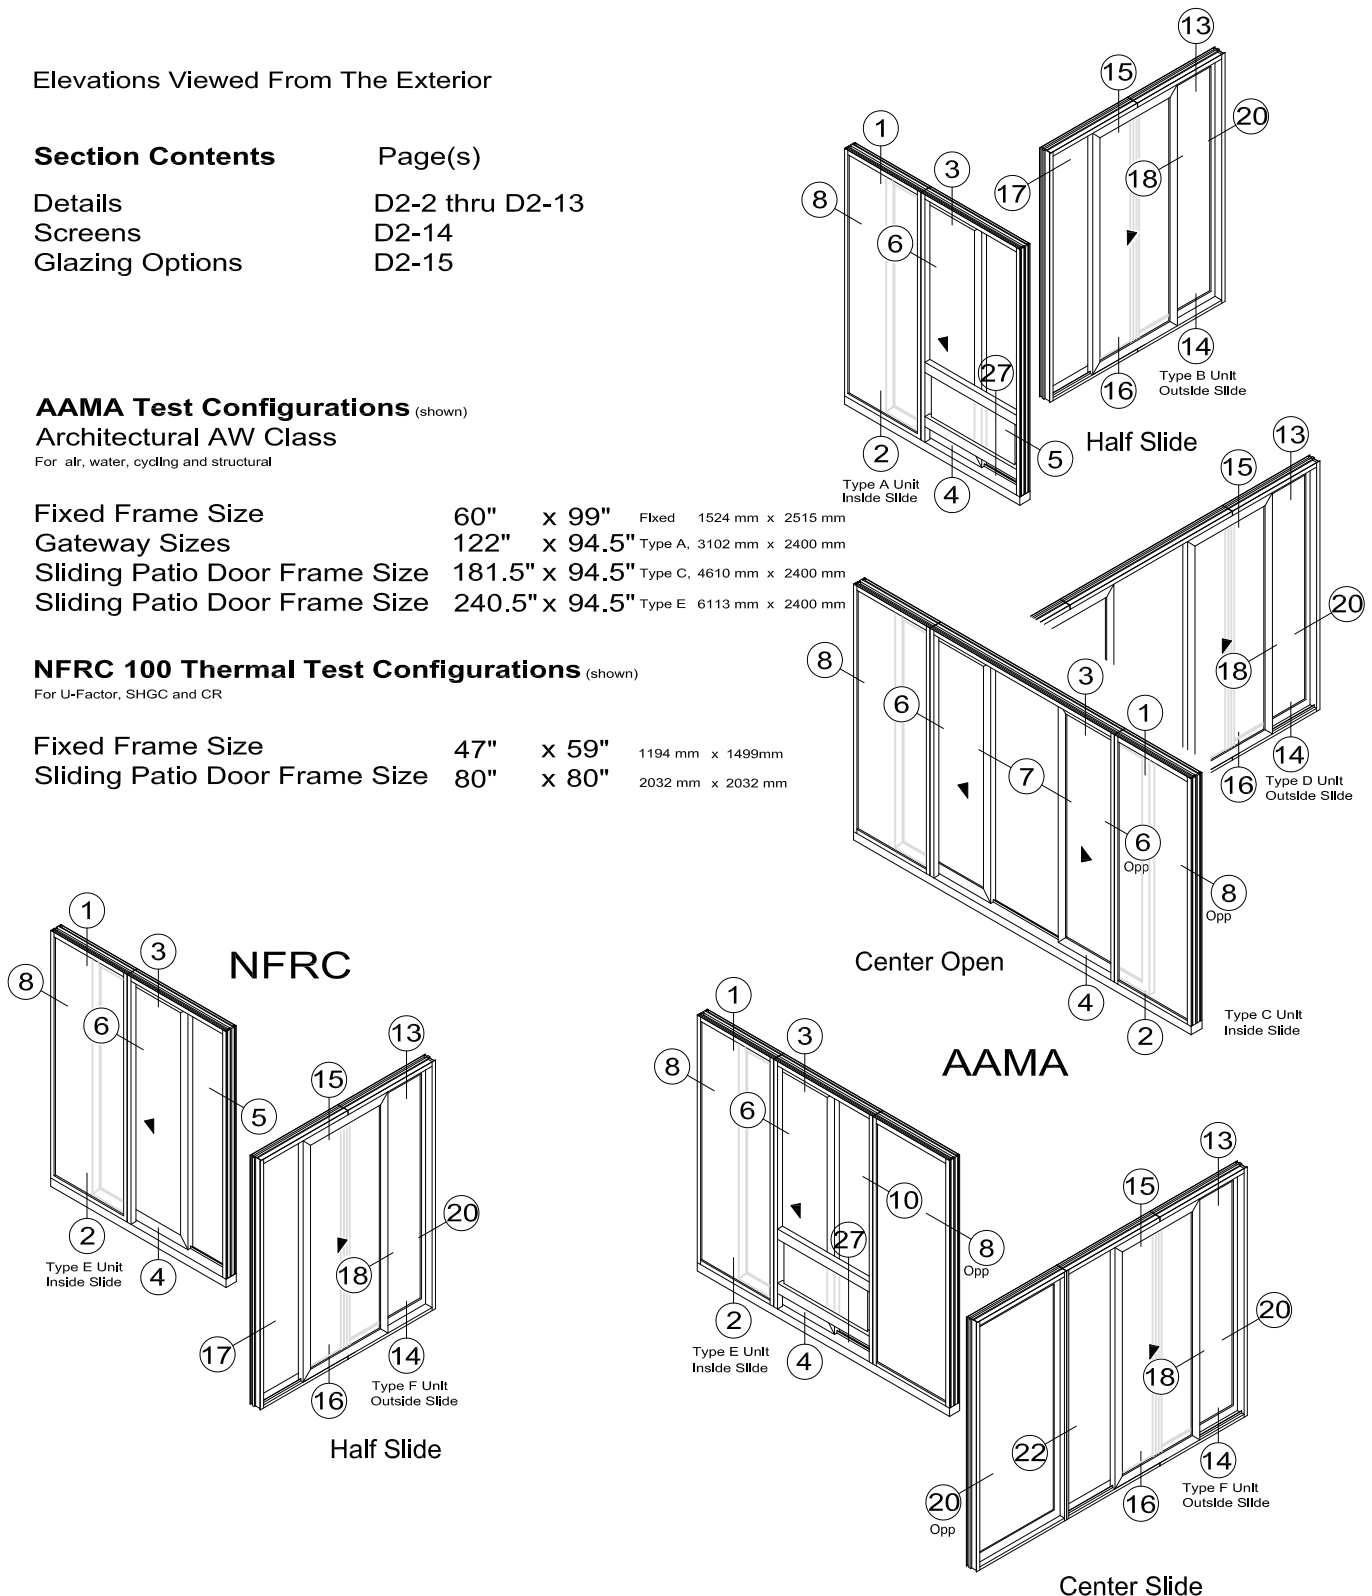 Elevations Viewed From The Exterior
Section Contents Page(s)
Details D2-2 thru D2-13
Screens D2-14
Glazing Options D2-15
AAMA Test Configurations (shown)
Architectural AW Class
For air, water, cycling and structural
Fixed Frame Size 60" x 99" Fixed 1524 mm x 2515 mm
Gateway Sizes 122" x 94.5" Type A, 3102 mm x 2400 mm
Sliding Patio Door Frame Size 181.5" x 94.5" Type C, 4610 mm x 2400 mm
Sliding Patio Door Frame Size 240.5" x 94.5" Type E 6113 mm x 2400 mm
NFRC 100 Thermal Test Configurations (shown)
For U-Factor, SHGC and CR
Fixed Frame Size 47" x 59" 1194 mm x 1499mm
Sliding Patio Door Frame Size 80" x 80" 2032 mm x 2032 mm
1
3
8
6
27
5
2
4
Type A Unit
Inside Slide
13
15
20
17
18
14
16
Type B Unit
Outside Slide
Half Slide
13
15
20
18
14
16
Type D Unit
Outside Slide
8
6
3
1
7
6
Opp
8
Opp
4
2
Center Open
Type C Unit
Inside Slide
NFRC
1
3
8
6
5
2
4
Type E Unit
Inside Slide
13
15
20
18
17
14
16
Type F Unit
Outside Slide
Half Slide
AAMA
1
3
8
6
10
27
8
Opp
2
4
Type E Unit
Inside Slide
13
15
20
18
22
14
16
20
Opp
Type F Unit
Outside Slide
Center Slide